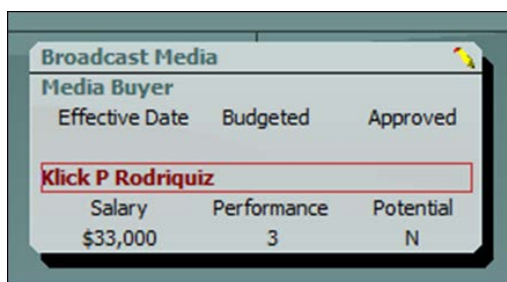 Broadcast Media
Media Buyer
Effective Date Budgeted Approved
Klick P Rodriquiz
Salary Performance Potential
$33,000 3 N